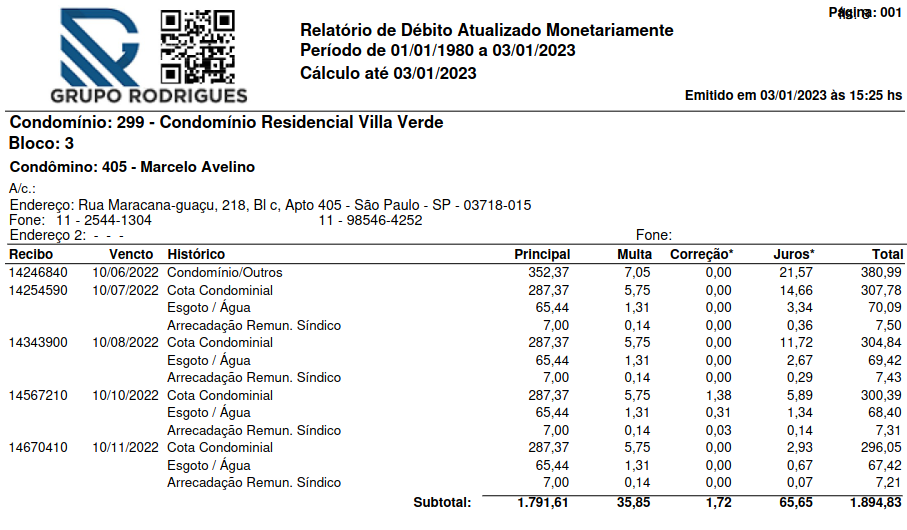 GRUPO RODRIGUES
Relatório de Débito Atualizado Monetariamente
Período de 01/01/1980 a 03/01/2023
Cálculo até 03/01/2023
Página: 001
Emitido em 03/01/2023 às 15:25 hs
Condomínio: 299 - Condomínio Residencial Villa Verde
Bloco: 3
Condômino: 405 - Marcelo Avelino
A/c.:
Endereço: Rua Maracana-guaçu, 218, Bl c, Apto 405 - São Paulo - SP - 03718-015
Fone: 11 - 2544-1304 11 - 98546-4252
Endereço 2: - - - Fone:
Recibo Vencto Histórico Principal Multa Correção* Juros* Total
14246840 10/06/2022 Condomínio/Outros 352,37 7,05 0,00 21,57 380,99
14254590 10/07/2022 Cota Condominial 287,37 5,75 0,00 14,66 307,78
Esgoto / Água 65,44 1,31 0,00 3,34 70,09
Arrecadação Remun. Síndico 7,00 0,14 0,00 0,36 7,50
14343900 10/08/2022 Cota Condominial 287,37 5,75 0,00 11,72 304,84
Esgoto / Água 65,44 1,31 0,00 2,67 69,42
Arrecadação Remun. Síndico 7,00 0,14 0,00 0,29 7,43
14567210 10/10/2022 Cota Condominial 287,37 5,75 1,38 5,89 300,39
Esgoto / Água 65,44 1,31 0,31 1,34 68,40
Arrecadação Remun. Síndico 7,00 0,14 0,03 0,14 7,31
14670410 10/11/2022 Cota Condominial 287,37 5,75 0,00 2,93 296,05
Esgoto / Água 65,44 1,31 0,00 0,67 67,42
Arrecadação Remun. Síndico 7,00 0,14 0,00 0,07 7,21
Subtotal: 1.791,61 35,85 1,72 65,65 1.894,83